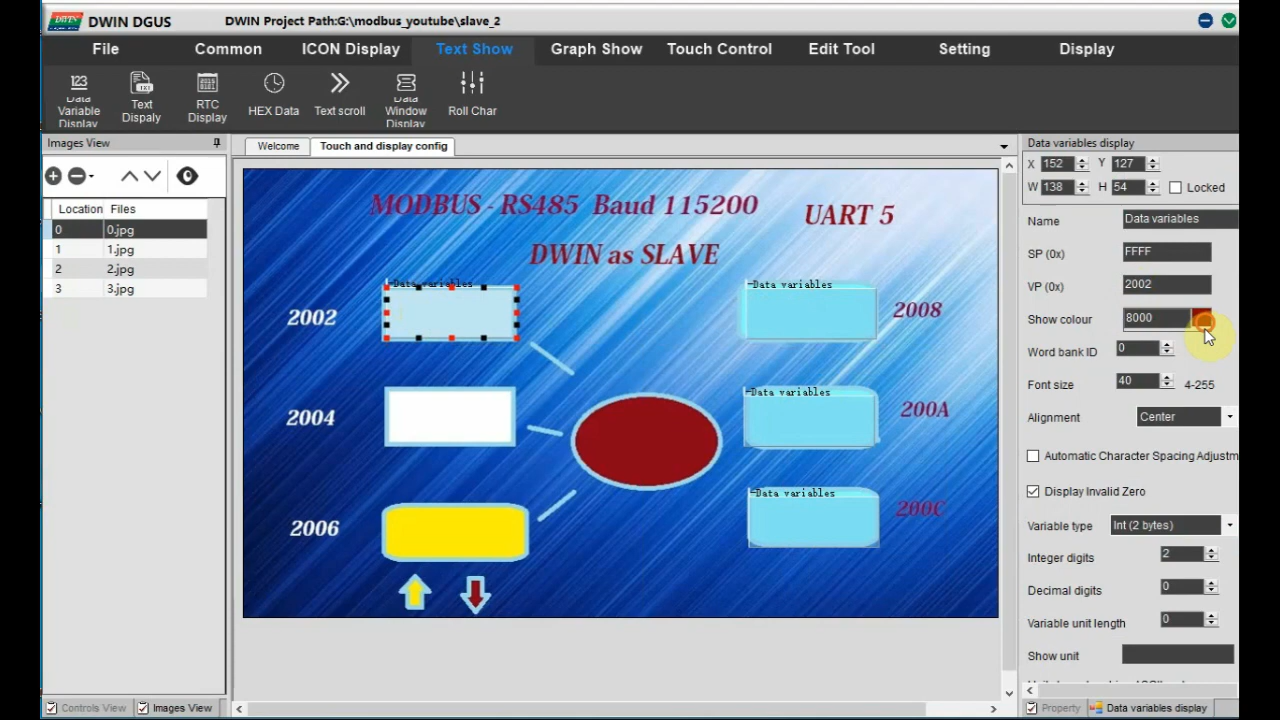 DWIN DGUS DWIN Project Path:G:\modbus_youtube\slave_2
File Common ICON Display Text Show Graph Show Touch Control Edit Tool Setting Display
123 Data Variable Display
Text Dispaly
RTC Display
HEX Data
Text scroll
Data Window Display
Roll Char
Images View
Welcome Touch and display config
Data variables display
Location Files
0 0.jpg
1 1.jpg
2 2.jpg
3 3.jpg
MODBUS - RS485 Baud 115200
UART 5
DWIN as SLAVE
Data variables
2002
Data variables
2008
2004
Data variables
200A
2006
Data variables
200C
X 152 Y 127
W 138 H 54 Locked
Name Data variables
SP (0x) FFFF
VP (0x) 2002
Show colour 8000
Word bank ID 0
Font size 40 4-255
Alignment Center
Automatic Character Spacing Adjustm
Display Invalid Zero
Variable type Int (2 bytes)
Integer digits 2
Decimal digits 0
Variable unit length 0
Show unit
Controls View Images View
Property Data variables display